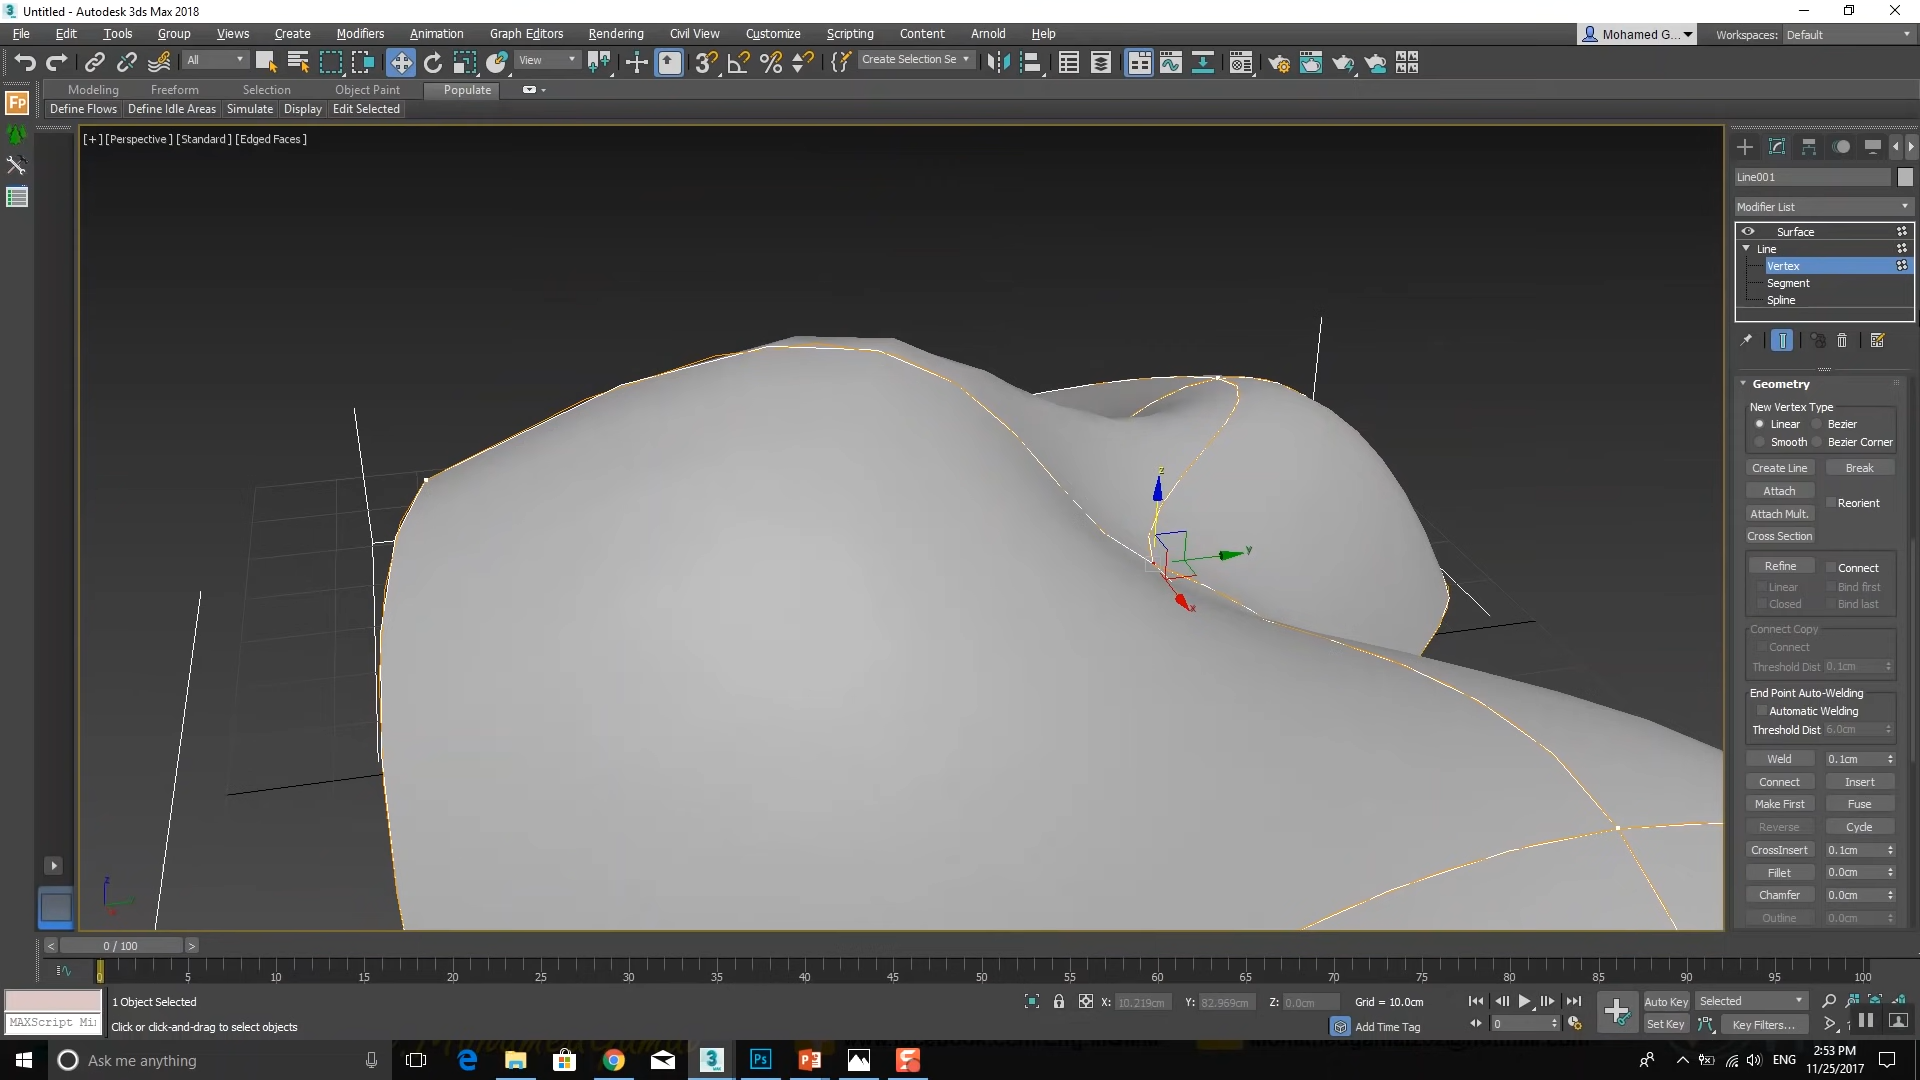 Untitled - Autodesk 3ds Max 2018
File Edit Tools Group Views Create Modifiers Animation Graph Editors Rendering Civil View Customize Scripting Content Arnold Help
Mohamed G... Workspaces: Default
All View Create Selection Se
Modeling Freeform Selection Object Paint Populate
Define Flows Define Idle Areas Simulate Display Edit Selected
[+] [Perspective] [Standard] [Edged Faces]
z
y
x
Line001
Modifier List
Surface
Line
Vertex
Segment
Spline
Geometry
New Vertex Type
Linear Bezier
Smooth Bezier Corner
Create Line Break
Attach
Reorient
Attach Mult.
Cross Section
Refine Connect
Linear Bind first
Closed Bind last
Connect Copy
Connect
Threshold Dist 0.1cm
End Point Auto-Welding
Automatic Welding
Threshold Dist 6.0cm
Weld 0.1cm
Connect Insert
Make First Fuse
Reverse Cycle
CrossInsert 0.1cm
Fillet 0.0cm
Chamfer 0.0cm
Outline 0.0cm
< 0 / 100 >
0 5 10 15 20 25 30 35 40 45 50 55 60 65 70 75 80 85 90 95 100
1 Object Selected X: 10.219cm Y: 82.969cm Z: 0.0cm Grid = 10.0cm Auto Key Selected
MAXScript Mi Click or click-and-drag to select objects Add Time Tag 0 Set Key Key Filters...
Ask me anything
ENG
2:53 PM
11/25/2017